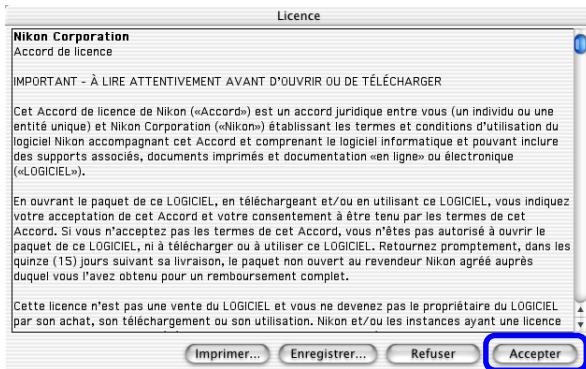 Licence
Nikon Corporation
Accord de licence
IMPORTANT - À LIRE ATTENTIVEMENT AVANT D'OUVRIR OU DE TÉLÉCHARGER
Cet Accord de licence de Nikon («Accord») est un accord juridique entre vous (un individu ou une
entité unique) et Nikon Corporation («Nikon») établissant les termes et conditions d'utilisation du
logiciel Nikon accompagnant cet Accord et comprenant le logiciel informatique et pouvant inclure
des supports associés, documents imprimés et documentation «en ligne» ou électronique
(«LOGICIEL»).
En ouvrant le paquet de ce LOGICIEL, en téléchargeant et/ou en utilisant ce LOGICIEL, vous indiquez
votre acceptation de cet Accord et votre consentement à être tenu par les termes de cet
Accord. Si vous n'acceptez pas les termes de cet Accord, vous n'êtes pas autorisé à ouvrir le
paquet de ce LOGICIEL, ni à télécharger ou à utiliser ce LOGICIEL. Retournez promptement, dans les
quinze (15) jours suivant sa livraison, le paquet non ouvert au revendeur Nikon agréé auprès
duquel vous l'avez obtenu pour un remboursement complet.
Cette licence n'est pas une vente du LOGICIEL et vous ne devenez pas le propriétaire du LOGICIEL
par son achat, son téléchargement ou son utilisation. Nikon et/ou les instances ayant une licence
Imprimer... Enregistrer... Refuser Accepter